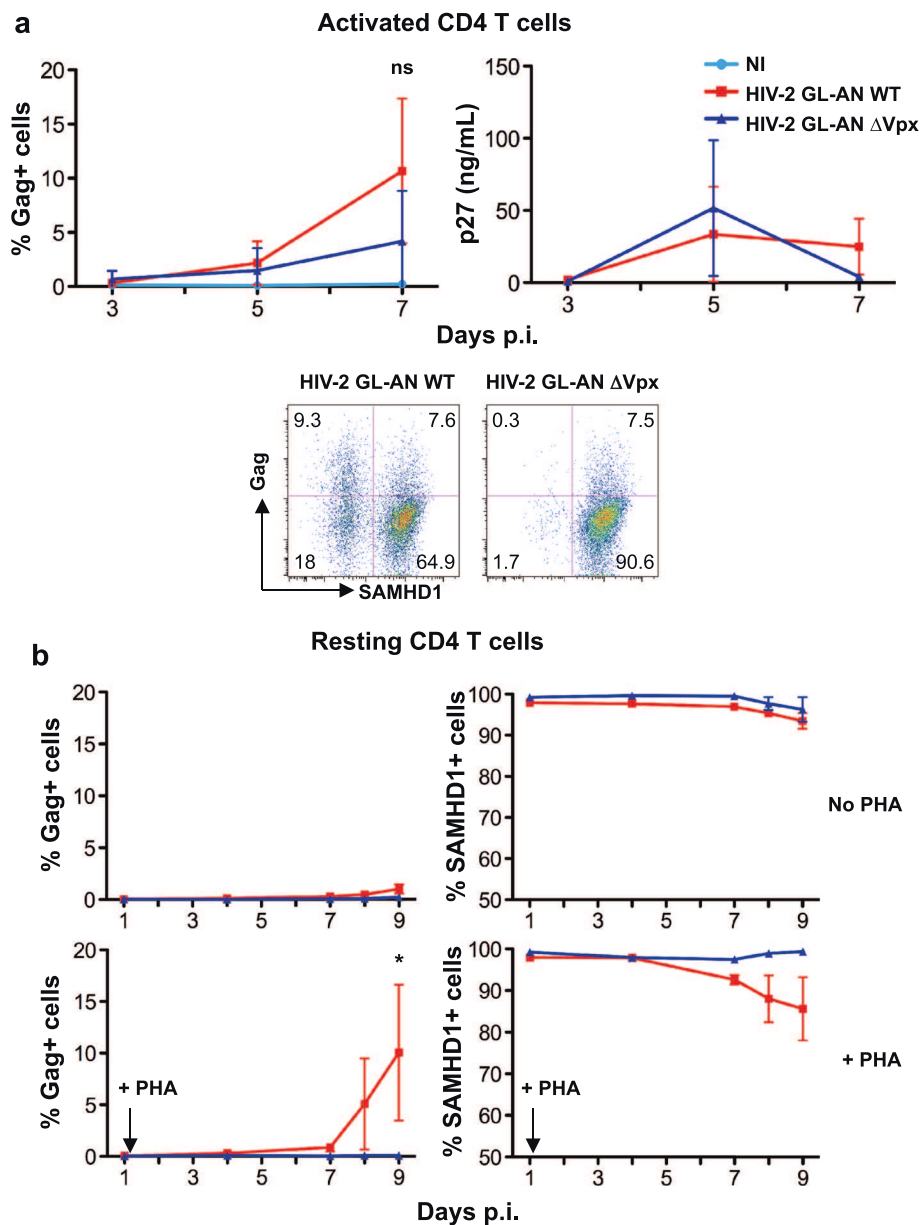 a
Activated CD4 T cells
% Gag+ cells
20
15
10
5
0
ns
3
5
7
p27 (ng/mL)
150
100
50
0
3
5
7
NI
HIV-2 GL-AN WT
HIV-2 GL-AN ΔVpx
Days p.i.
HIV-2 GL-AN WT
HIV-2 GL-AN ΔVpx
Gag
9.3
7.6
18
64.9
0.3
7.5
1.7
90.6
SAMHD1
b
Resting CD4 T cells
% Gag+ cells
20
15
10
5
0
1
3
5
7
9
% SAMHD1+ cells
100
90
80
70
60
50
1
3
5
7
9
No PHA
% Gag+ cells
20
15
10
5
0
*
+ PHA
1
3
5
7
9
% SAMHD1+ cells
100
90
80
70
60
50
+ PHA
1
3
5
7
9
+ PHA
Days p.i.